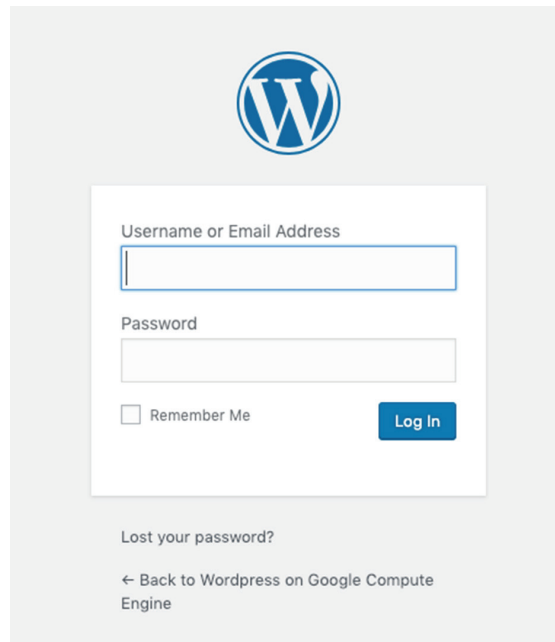 Username or Email Address
Password
Remember Me
Log In
Lost your password?
← Back to Wordpress on Google Compute
Engine